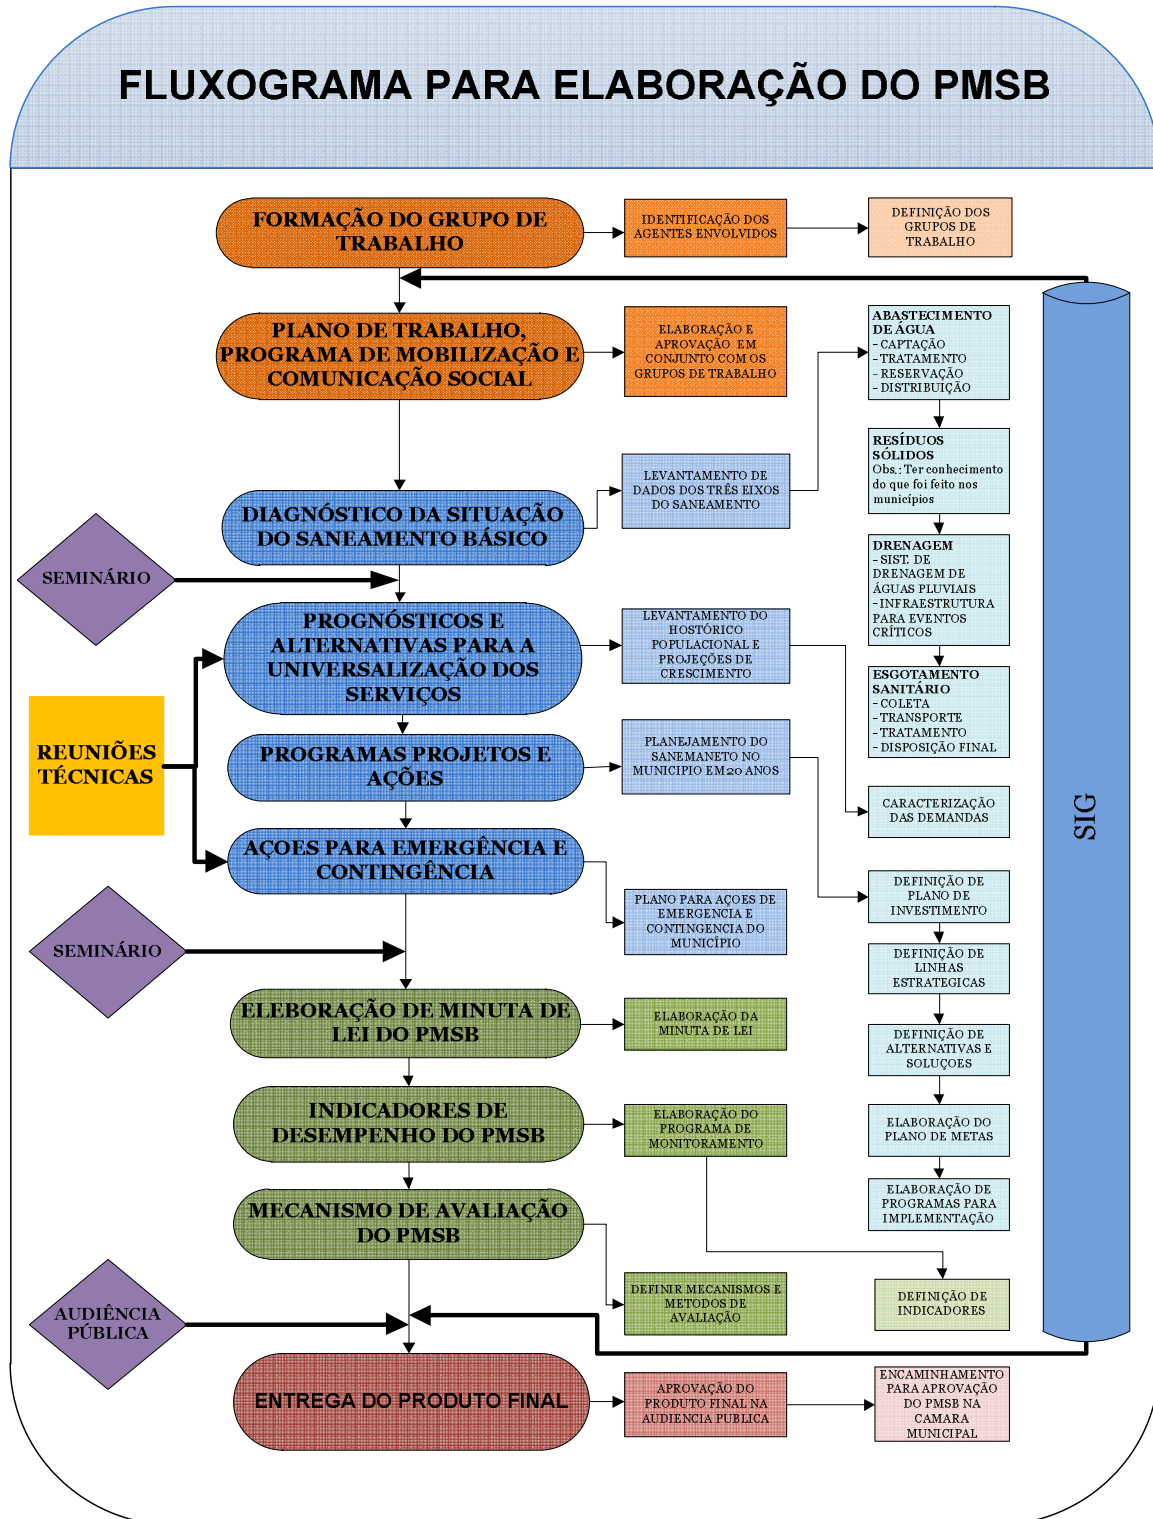 FLUXOGRAMA PARA ELABORAÇÃO DO PMSB
FORMAÇÃO DO GRUPO DE
TRABALHO
IDENTIFICAÇÃO DOS
AGENTES ENVOLVIDOS
DEFINIÇÃO DOS
GRUPOS DE
TRABALHO
PLANO DE TRABALHO,
PROGRAMA DE MOBILIZAÇÃO E
COMUNICAÇÃO SOCIAL
ELABORAÇÃO E
APROVAÇÃO EM
CONJUNTO COM OS
GRUPOS DE TRABALHO
ABASTECIMENTO
DE ÁGUA
- CAPTAÇÃO
- TRATAMENTO
- RESERVAÇÃO
- DISTRIBUIÇÃO
RESÍDUOS
SÓLIDOS
Obs.: Ter conhecimento
do que foi feito nos
municípios
DIAGNÓSTICO DA SITUAÇÃO
DO SANEAMENTO BÁSICO
LEVANTAMENTO DE
DADOS DOS TRÊS EIXOS
DO SANEAMENTO
DRENAGEM
- SIST. DE
DRENAGEM DE
ÁGUAS PLUVIAIS
- INFRAESTRUTURA
PARA EVENTOS
CRÍTICOS
SEMINÁRIO
PROGNÓSTICOS E
ALTERNATIVAS PARA A
UNIVERSALIZAÇÃO DOS
SERVIÇOS
LEVANTAMENTO DO
HOSTÓRICO
POPULACIONAL E
PROJEÇÕES DE
CRESCIMENTO
ESGOTAMENTO
SANITÁRIO
- COLETA
- TRANSPORTE
- TRATAMENTO
- DISPOSIÇÃO FINAL
REUNIÕES
TÉCNICAS
PROGRAMAS PROJETOS E
AÇÕES
PLANEJAMENTO DO
SANEMANETO NO
MUNICIPIO EM 20 ANOS
CARACTERIZAÇÃO
DAS DEMANDAS
SIG
AÇOES PARA EMERGÊNCIA E
CONTINGÊNCIA
PLANO PARA AÇOES DE
EMERGENCIA E
CONTINGENCIA DO
MUNICÍPIO
DEFINIÇÃO DE
PLANO DE
INVESTIMENTO
SEMINÁRIO
DEFINIÇÃO DE
LINHAS
ESTRATEGICAS
ELEBORAÇÃO DE MINUTA DE
LEI DO PMSB
ELABORAÇÃO DA
MINUTA DE LEI
DEFINIÇÃO DE
ALTERNATIVAS E
SOLUÇOES
INDICADORES DE
DESEMPENHO DO PMSB
ELABORAÇÃO DO
PROGRAMA DE
MONITORAMENTO
ELABORAÇÃO DO
PLANO DE METAS
MECANISMO DE AVALIAÇÃO
DO PMSB
ELABORAÇÃO DE
PROGRAMAS PARA
IMPLEMENTAÇÃO
AUDIÊNCIA
PÚBLICA
DEFINIR MECANISMOS E
METODOS DE
AVALIAÇÃO
DEFINIÇÃO DE
INDICADORES
ENTREGA DO PRODUTO FINAL
APROVAÇÃO DO
PRODUTO FINAL NA
AUDIENCIA PUBLICA
ENCAMINHAMENTO
PARA APROVAÇÃO
DO PMSB NA
CAMARA
MUNICIPAL